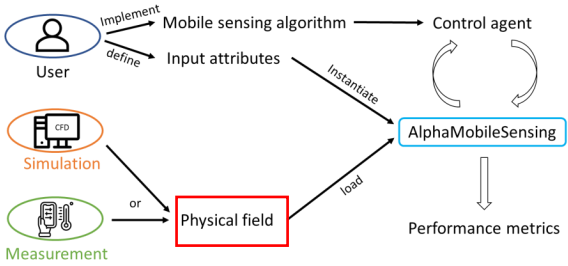 Implement
Mobile sensing algorithm
Control agent
define
Input attributes
User
Instantiate
CFD
AlphaMobileSensing
Simulation
or
Physical field
load
Performance metrics
Measurement